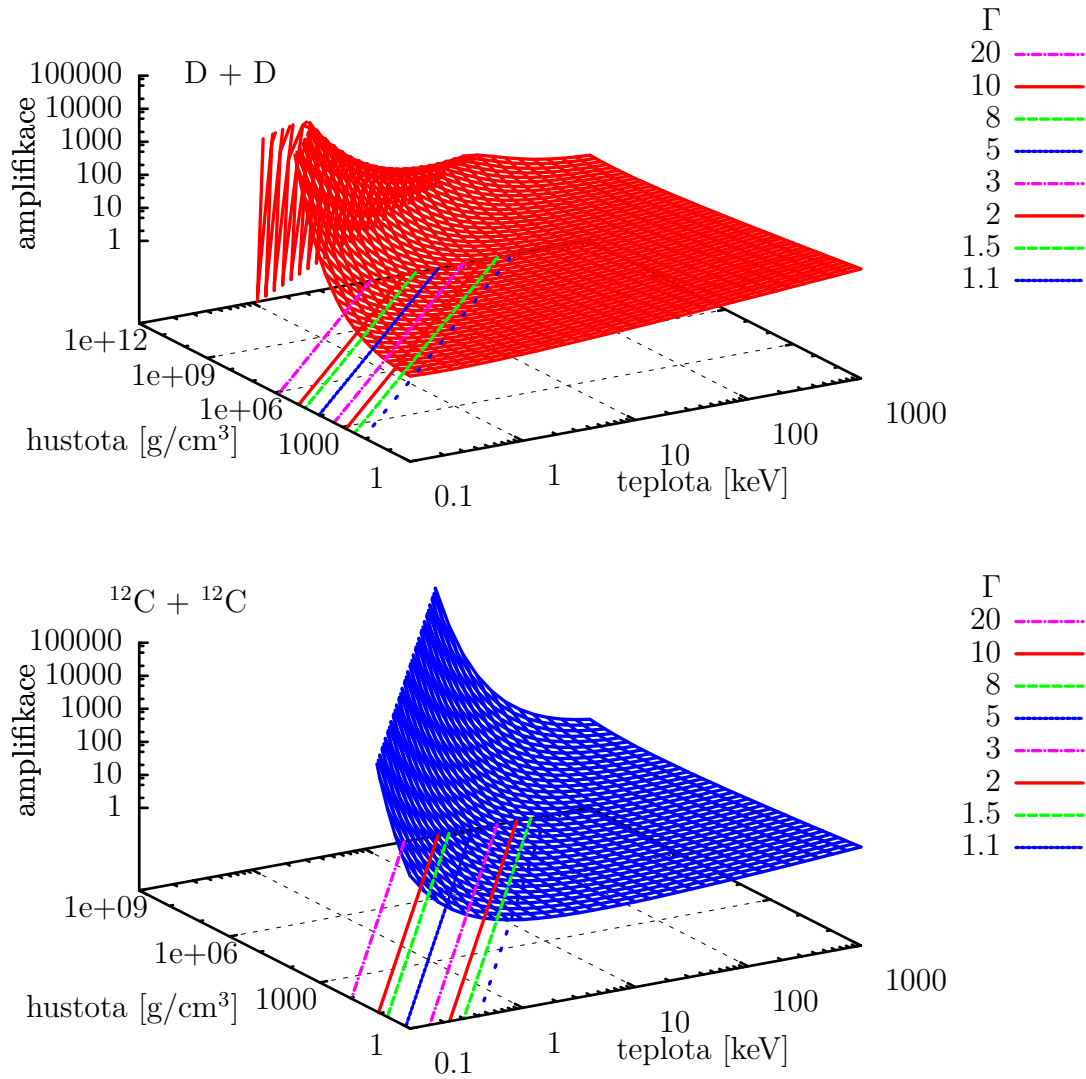 D + D
amplifikace
100000
10000
1000
100
10
1
Γ
20
10
8
5
3
2
1.5
1.1
1e+12
1e+09
1e+06
1000
1
hustota [g/cm³]
0.1
1
10
100
1000
teplota [keV]
¹²C + ¹²C
amplifikace
100000
10000
1000
100
10
1
Γ
20
10
8
5
3
2
1.5
1.1
1e+09
1e+06
1000
1
hustota [g/cm³]
0.1
1
10
100
1000
teplota [keV]